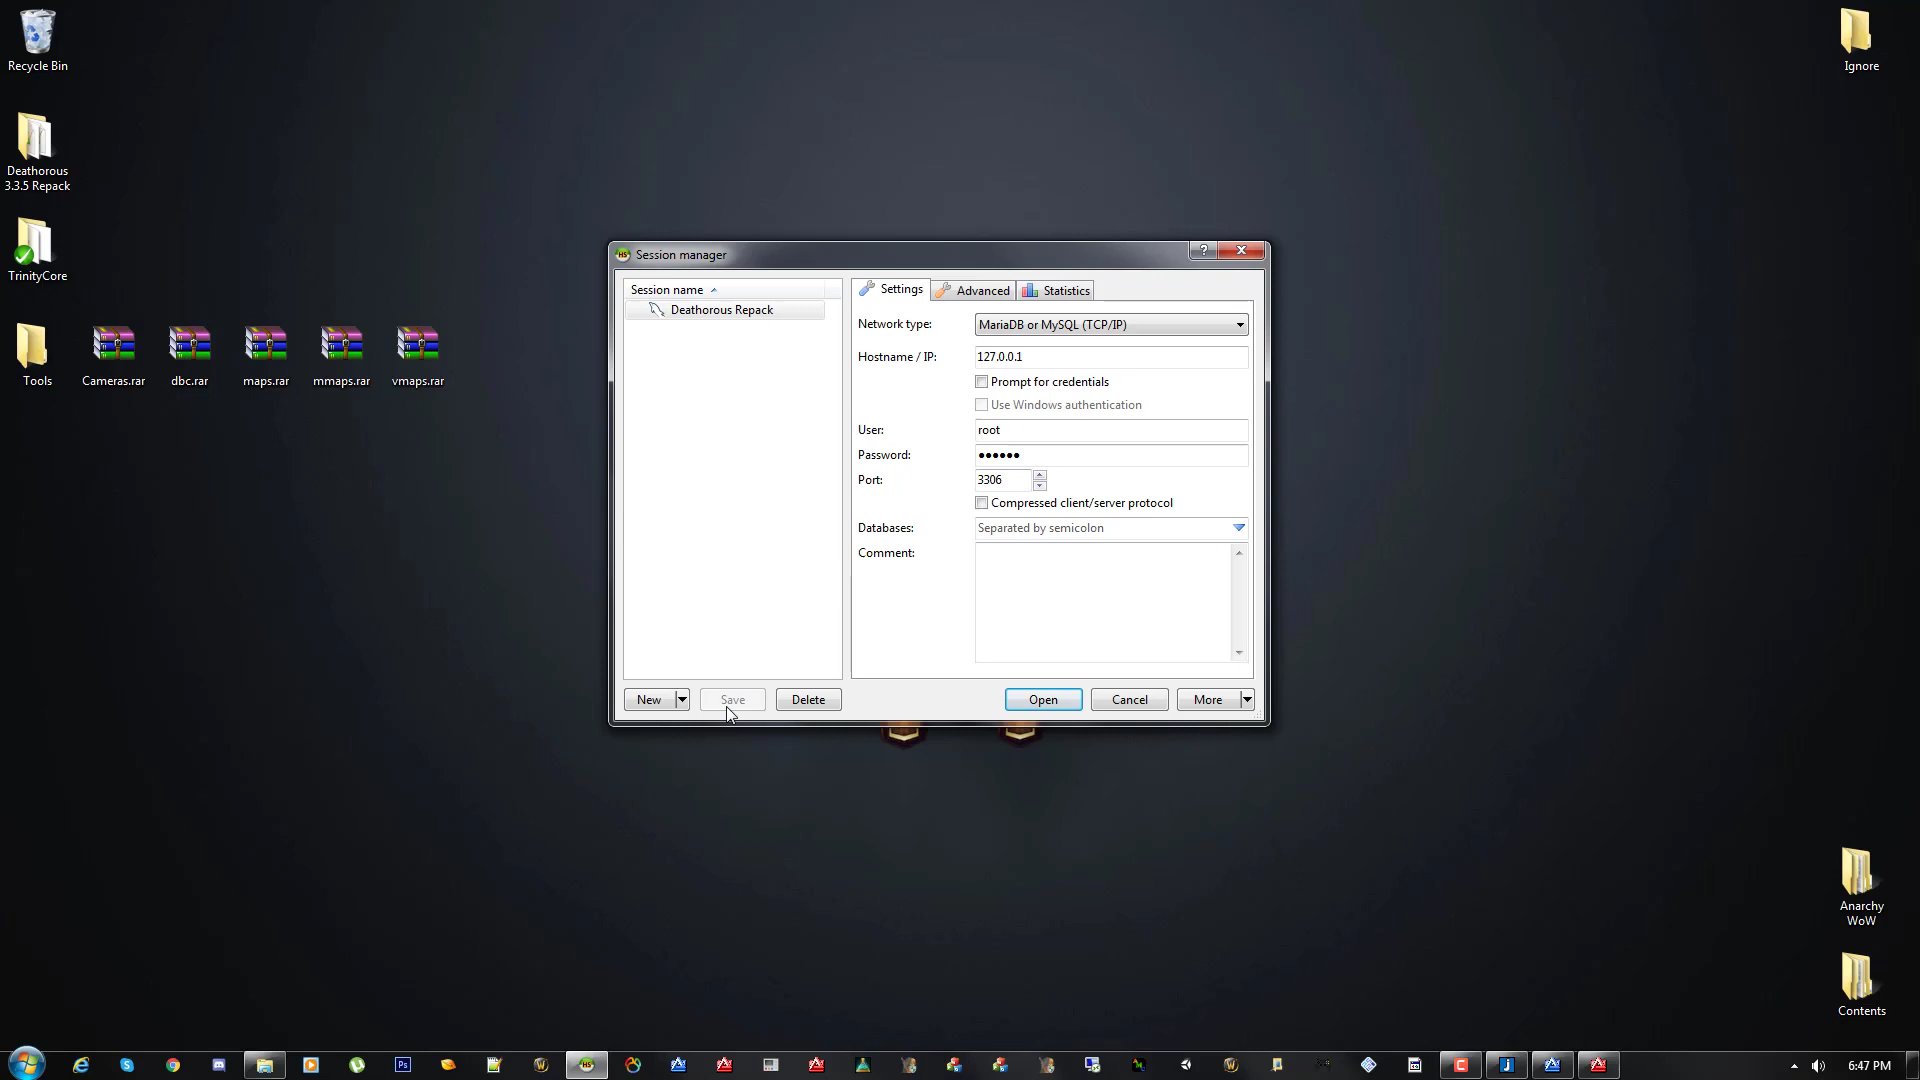 Recycle Bin
Ignore
Deathorous
3.3.5 Repack
TrinityCore
Tools
Cameras.rar
dbc.rar
maps.rar
mmaps.rar
vmaps.rar
HS
Session manager
?
Session name
Deathorous Repack
Settings
Advanced
Statistics
Network type:
MariaDB or MySQL (TCP/IP)
Hostname / IP:
127.0.0.1
Prompt for credentials
Use Windows authentication
User:
root
Password:
●●●●●●
Port:
3306
Compressed client/server protocol
Databases:
Separated by semicolon
Comment:
New
Save
Delete
Open
Cancel
More
Anarchy
WoW
Contents
Ps
HS
6:47 PM